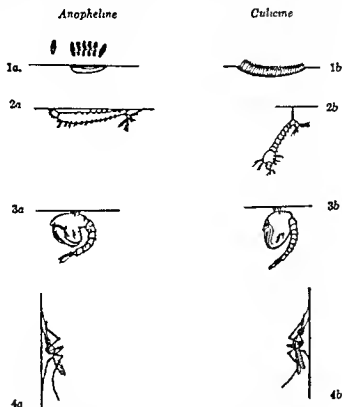 Anopheline Culicine
1a. 1b
2a 2b
3a 3b
4a 4b